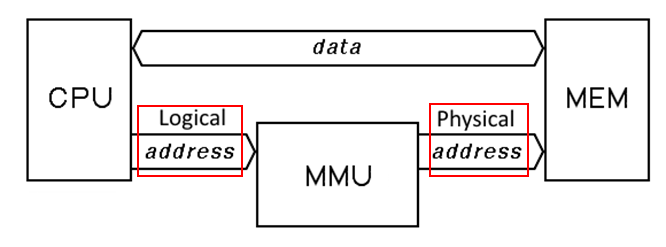 data
CPU
MEM
Logical
address
Physical
address
MMU